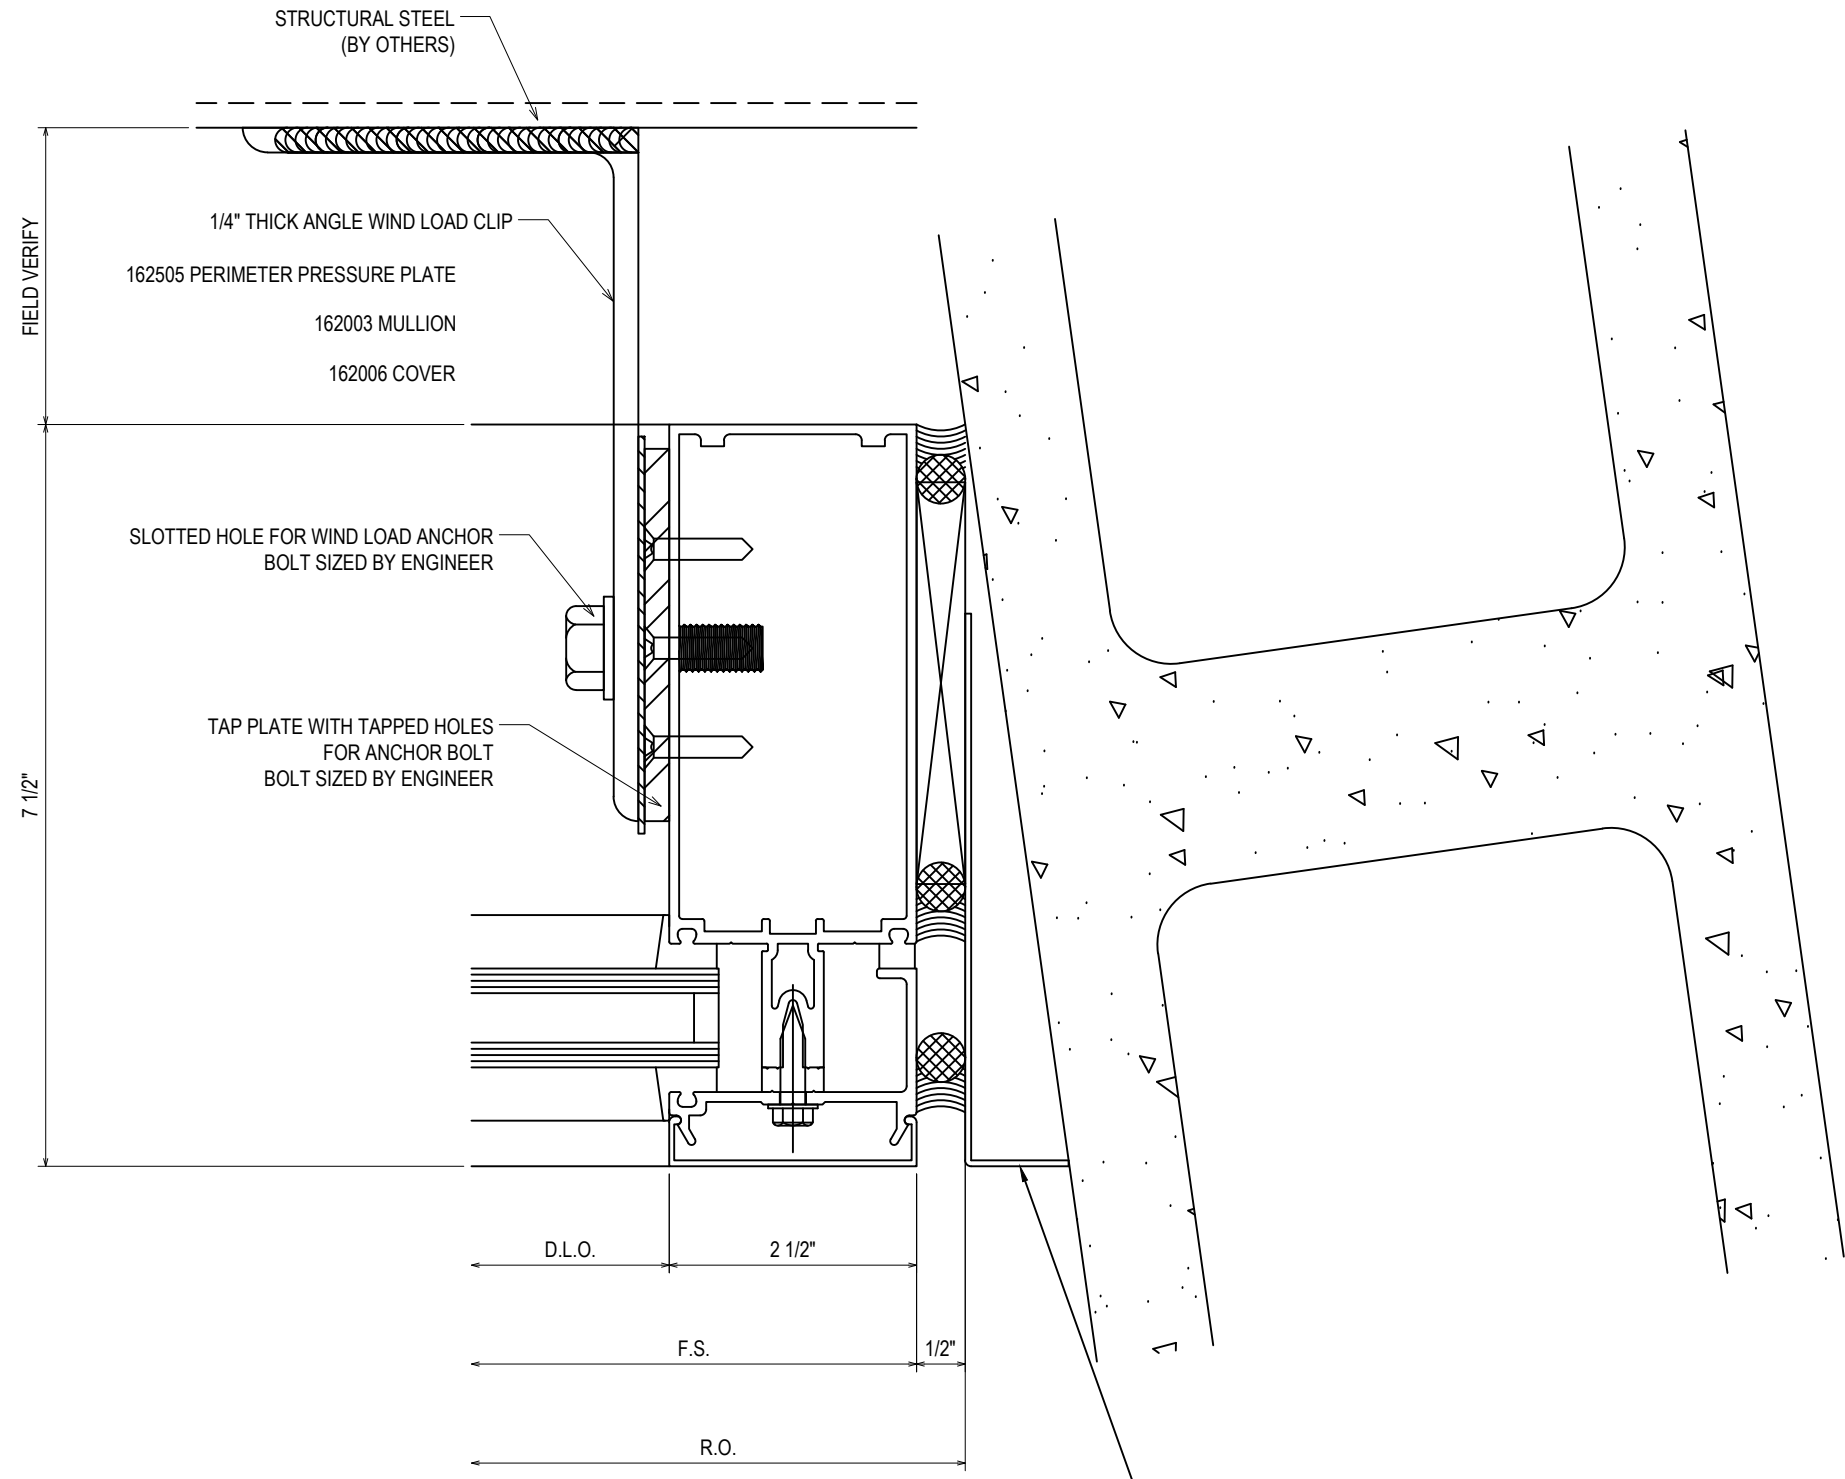 STRUCTURAL STEEL
(BY OTHERS)
FIELD VERIFY
1/4" THICK ANGLE WIND LOAD CLIP
162505 PERIMETER PRESSURE PLATE
162003 MULLION
162006 COVER
SLOTTED HOLE FOR WIND LOAD ANCHOR
BOLT SIZED BY ENGINEER
TAP PLATE WITH TAPPED HOLES
FOR ANCHOR BOLT
BOLT SIZED BY ENGINEER
7 1/2"
D.L.O.
2 1/2"
F.S.
1/2"
R.O.